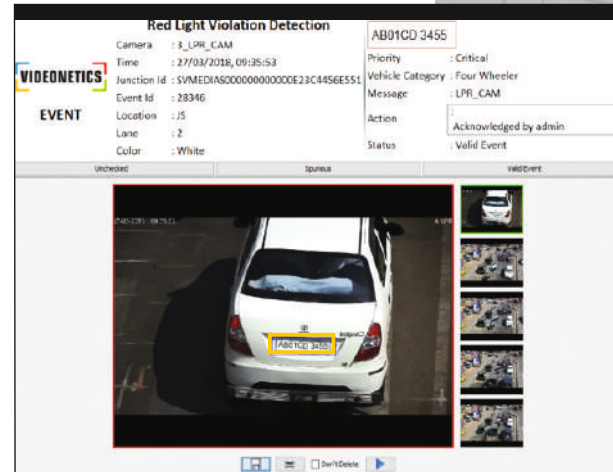 Red Light Violation Detection
VIDEONETICS
EVENT
Camera : 3_LPR_CAM
Time : 27/03/2018, 09:35:53
Junction Id : SVMEDIAS000000000000E23C4456E551
Event Id : 28346
Location : JS
Lane : 2
Color : White
AB01CD 3455
Priority : Critical
Vehicle Category : Four Wheeler
Message : LPR_CAM
Action :
Acknowledged by admin
Status : Valid Event
Unchecked Spurious Valid Event
AB01CD 3455
Don't Delete